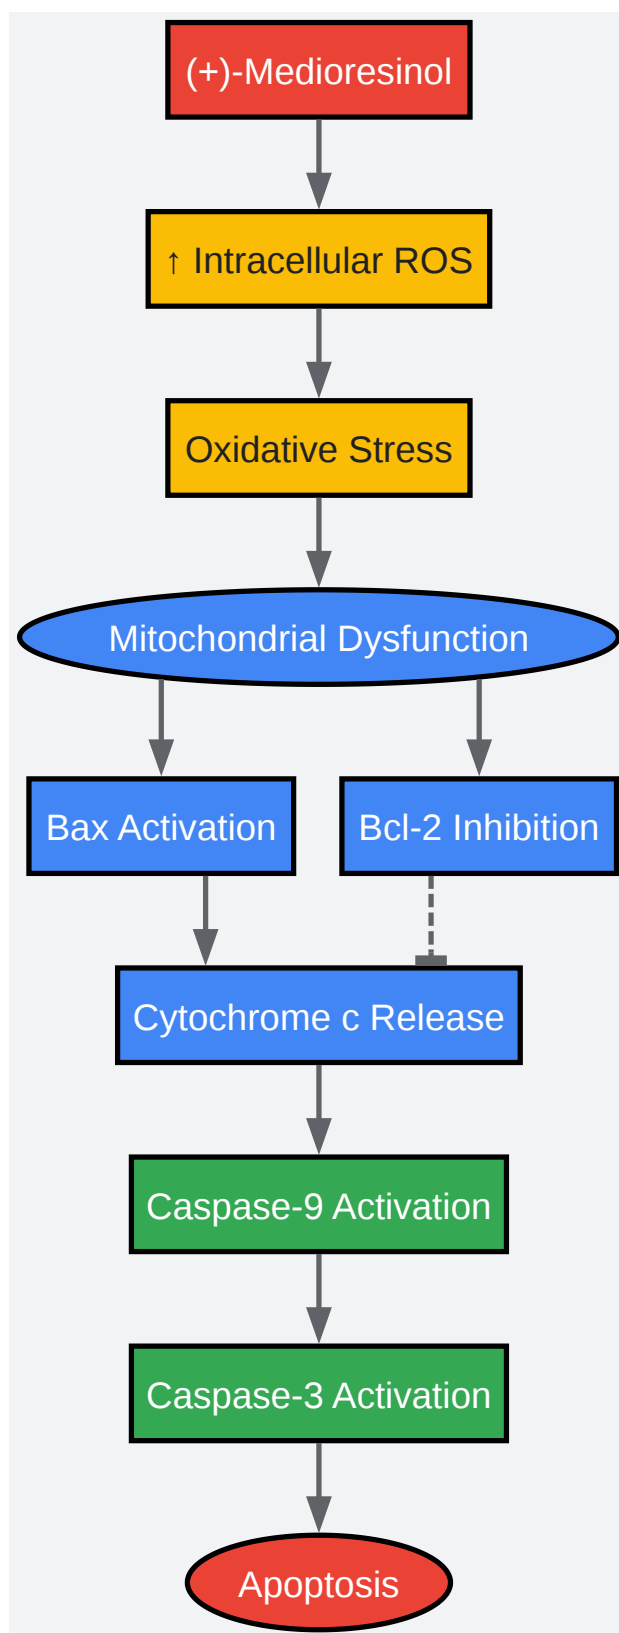 (+)-Medioresinol
↑ Intracellular ROS
Oxidative Stress
Mitochondrial Dysfunction
Bax Activation
Bcl-2 Inhibition
Cytochrome c Release
Caspase-9 Activation
Caspase-3 Activation
Apoptosis